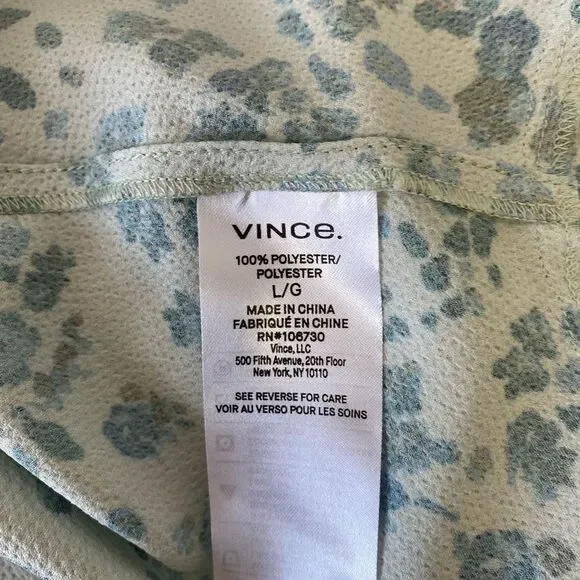 VINCE.
100% POLYESTER/
POLYESTER
L/G
MADE IN CHINA
FABRIQUÉ EN CHINE
RN#106730
Vince, LLC
500 Fifth Avenue, 20th Floor
New York, NY 10110
SEE REVERSE FOR CARE
VOIR AU VERSO POUR LES SOINS